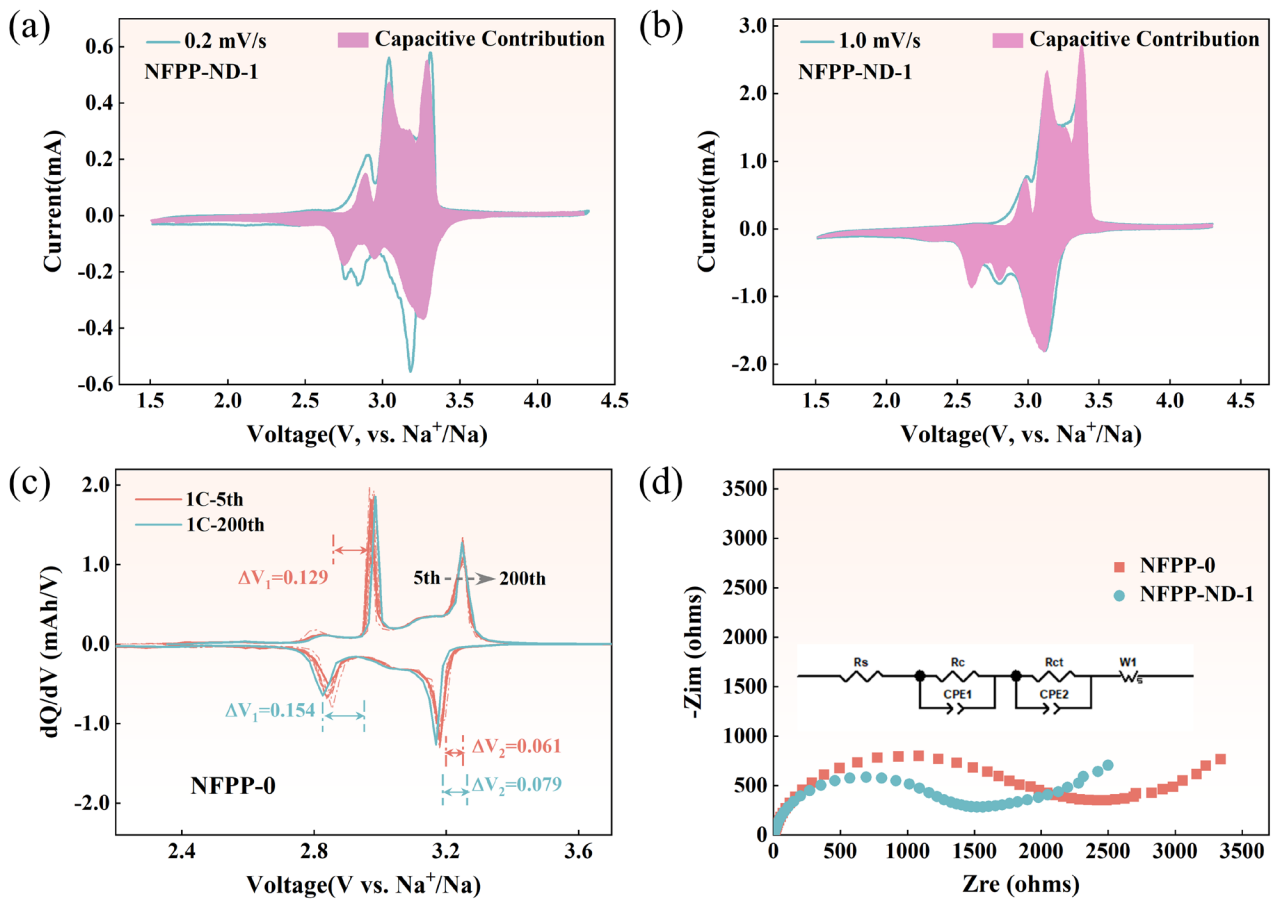 (a)
0.2 mV/s
Capacitive Contribution
NFPP-ND-1
0.6
0.4
0.2
0.0
-0.2
-0.4
-0.6
Current(mA)
1.5 2.0 2.5 3.0 3.5 4.0 4.5
Voltage(V, vs. Na⁺/Na)
(b)
1.0 mV/s
Capacitive Contribution
NFPP-ND-1
3.0
2.0
1.0
0.0
-1.0
-2.0
Current(mA)
1.5 2.0 2.5 3.0 3.5 4.0 4.5
Voltage(V, vs. Na⁺/Na)
(c)
1C-5th
1C-200th
2.0
1.0
0.0
-1.0
-2.0
dQ/dV (mAh/V)
ΔV₁=0.129
5th
200th
ΔV₁=0.154
ΔV₂=0.061
ΔV₂=0.079
NFPP-0
2.4 2.8 3.2 3.6
Voltage(V vs. Na⁺/Na)
(d)
3500
3000
2500
2000
1500
1000
500
0
-Zim (ohms)
NFPP-0
NFPP-ND-1
Rs Rc Rct W1
CPE1 CPE2
s
0 500 1000 1500 2000 2500 3000 3500
Zre (ohms)